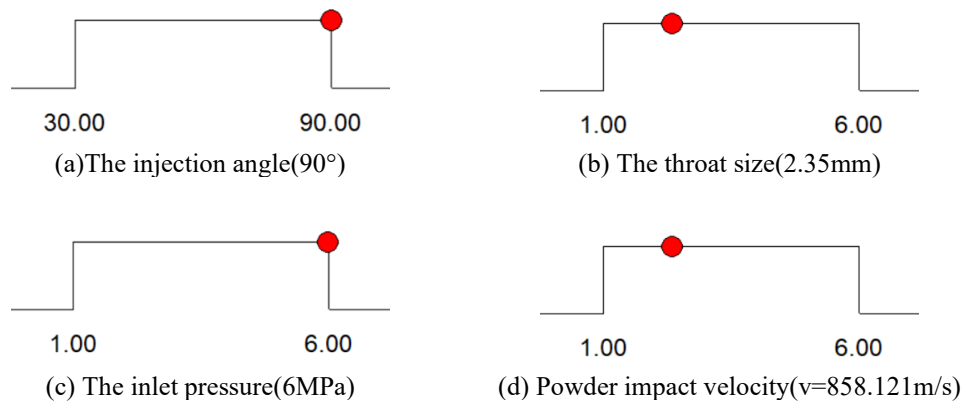 30.00 90.00
(a)The injection angle(90°)
1.00 6.00
(b) The throat size(2.35mm)
1.00 6.00
(c) The inlet pressure(6MPa)
1.00 6.00
(d) Powder impact velocity(v=858.121m/s)